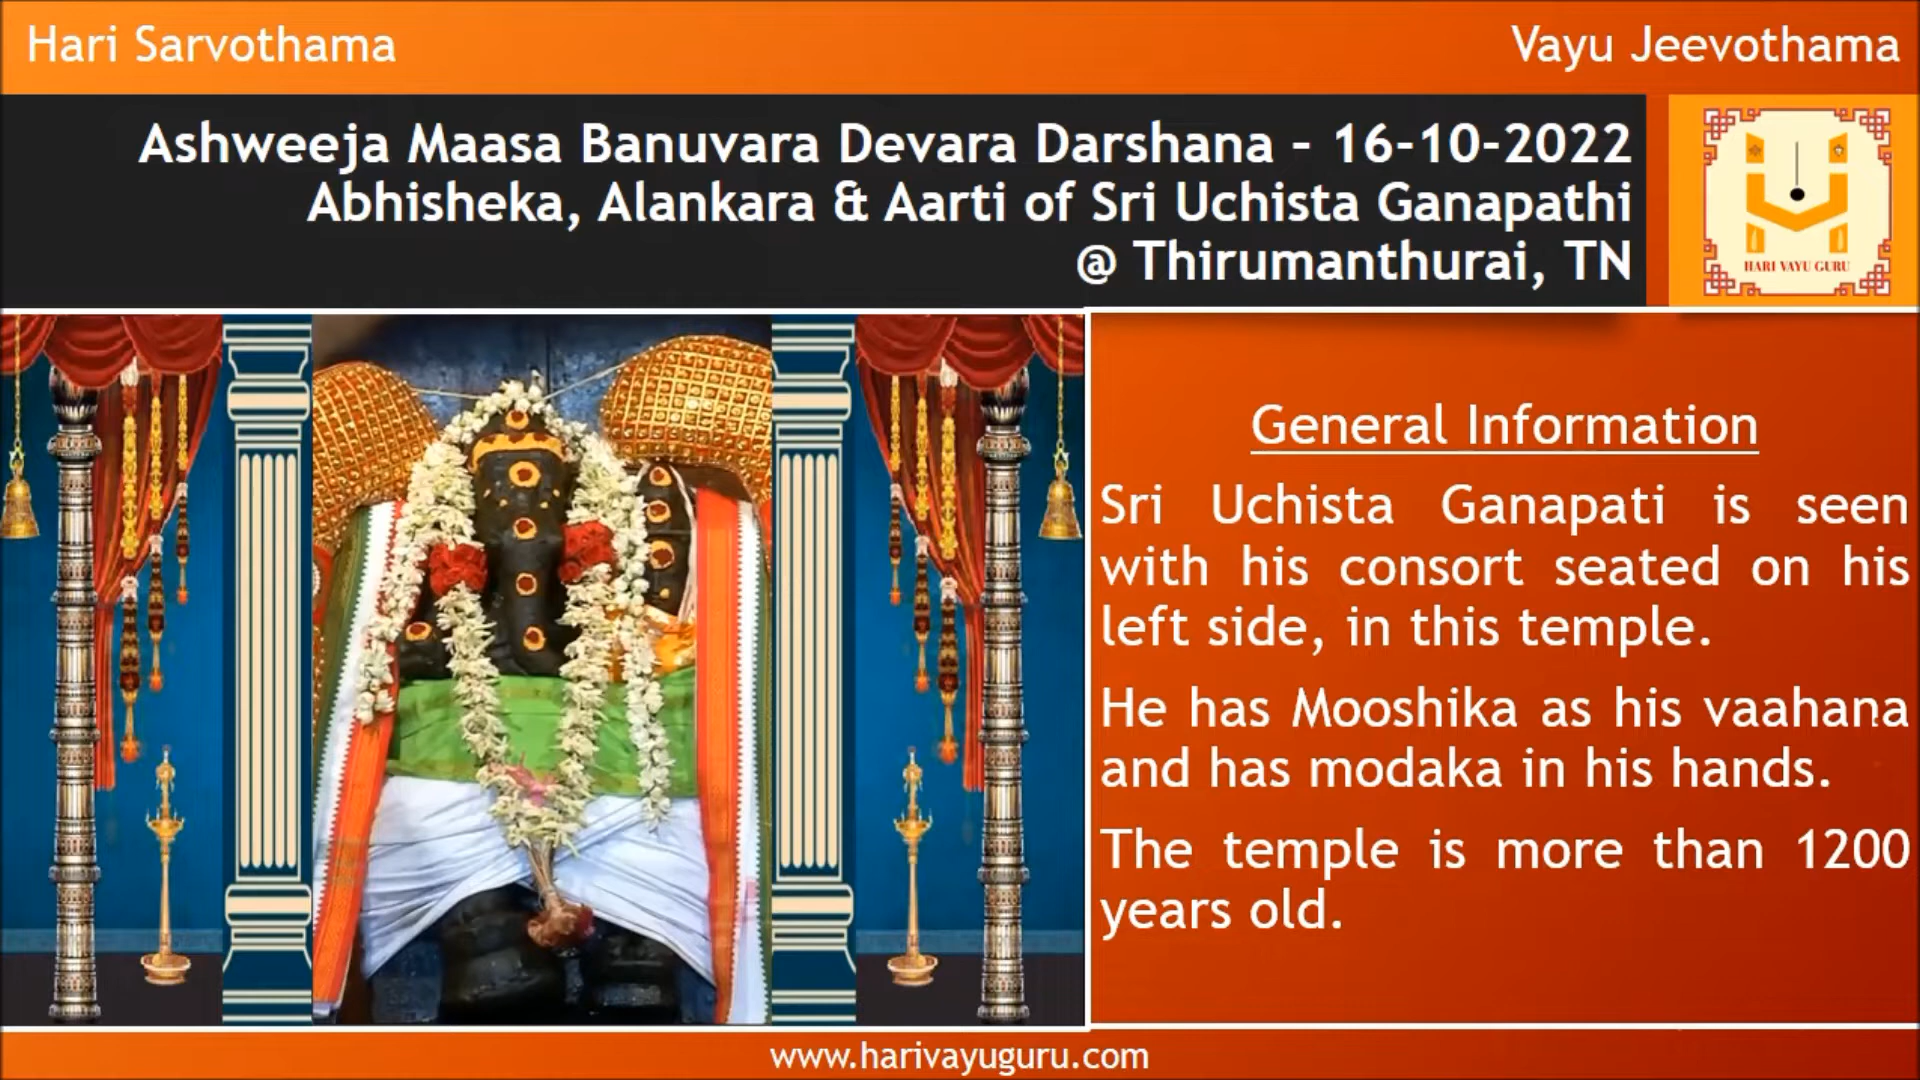 Hari Sarvothama
Vayu Jeevothama
Ashweeja Maasa Banuvara Devara Darshana - 16-10-2022
Abhisheka, Alankara & Aarti of Sri Uchista Ganapathi
@ Thirumanthurai, TN
HARI VAYU GURU
General Information
Sri Uchista Ganapati is seen
with his consort seated on his
left side, in this temple.
He has Mooshika as his vaahana
and has modaka in his hands.
The temple is more than 1200
years old.
www.harivayuguru.com